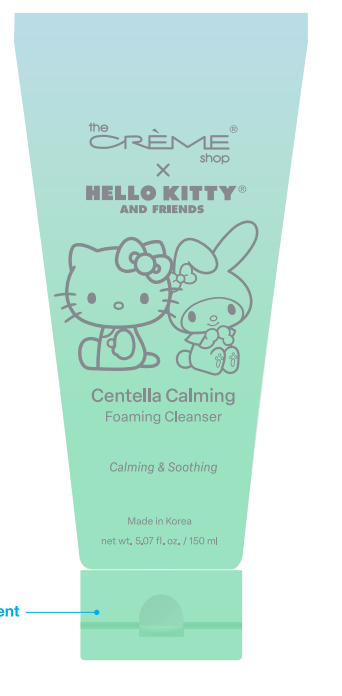 the
CRÈME®
shop
×
HELLO KITTY®
AND FRIENDS
Centella Calming
Foaming Cleanser
Calming & Soothing
Made in Korea
net wt. 5.07 fl. oz. / 150 ml